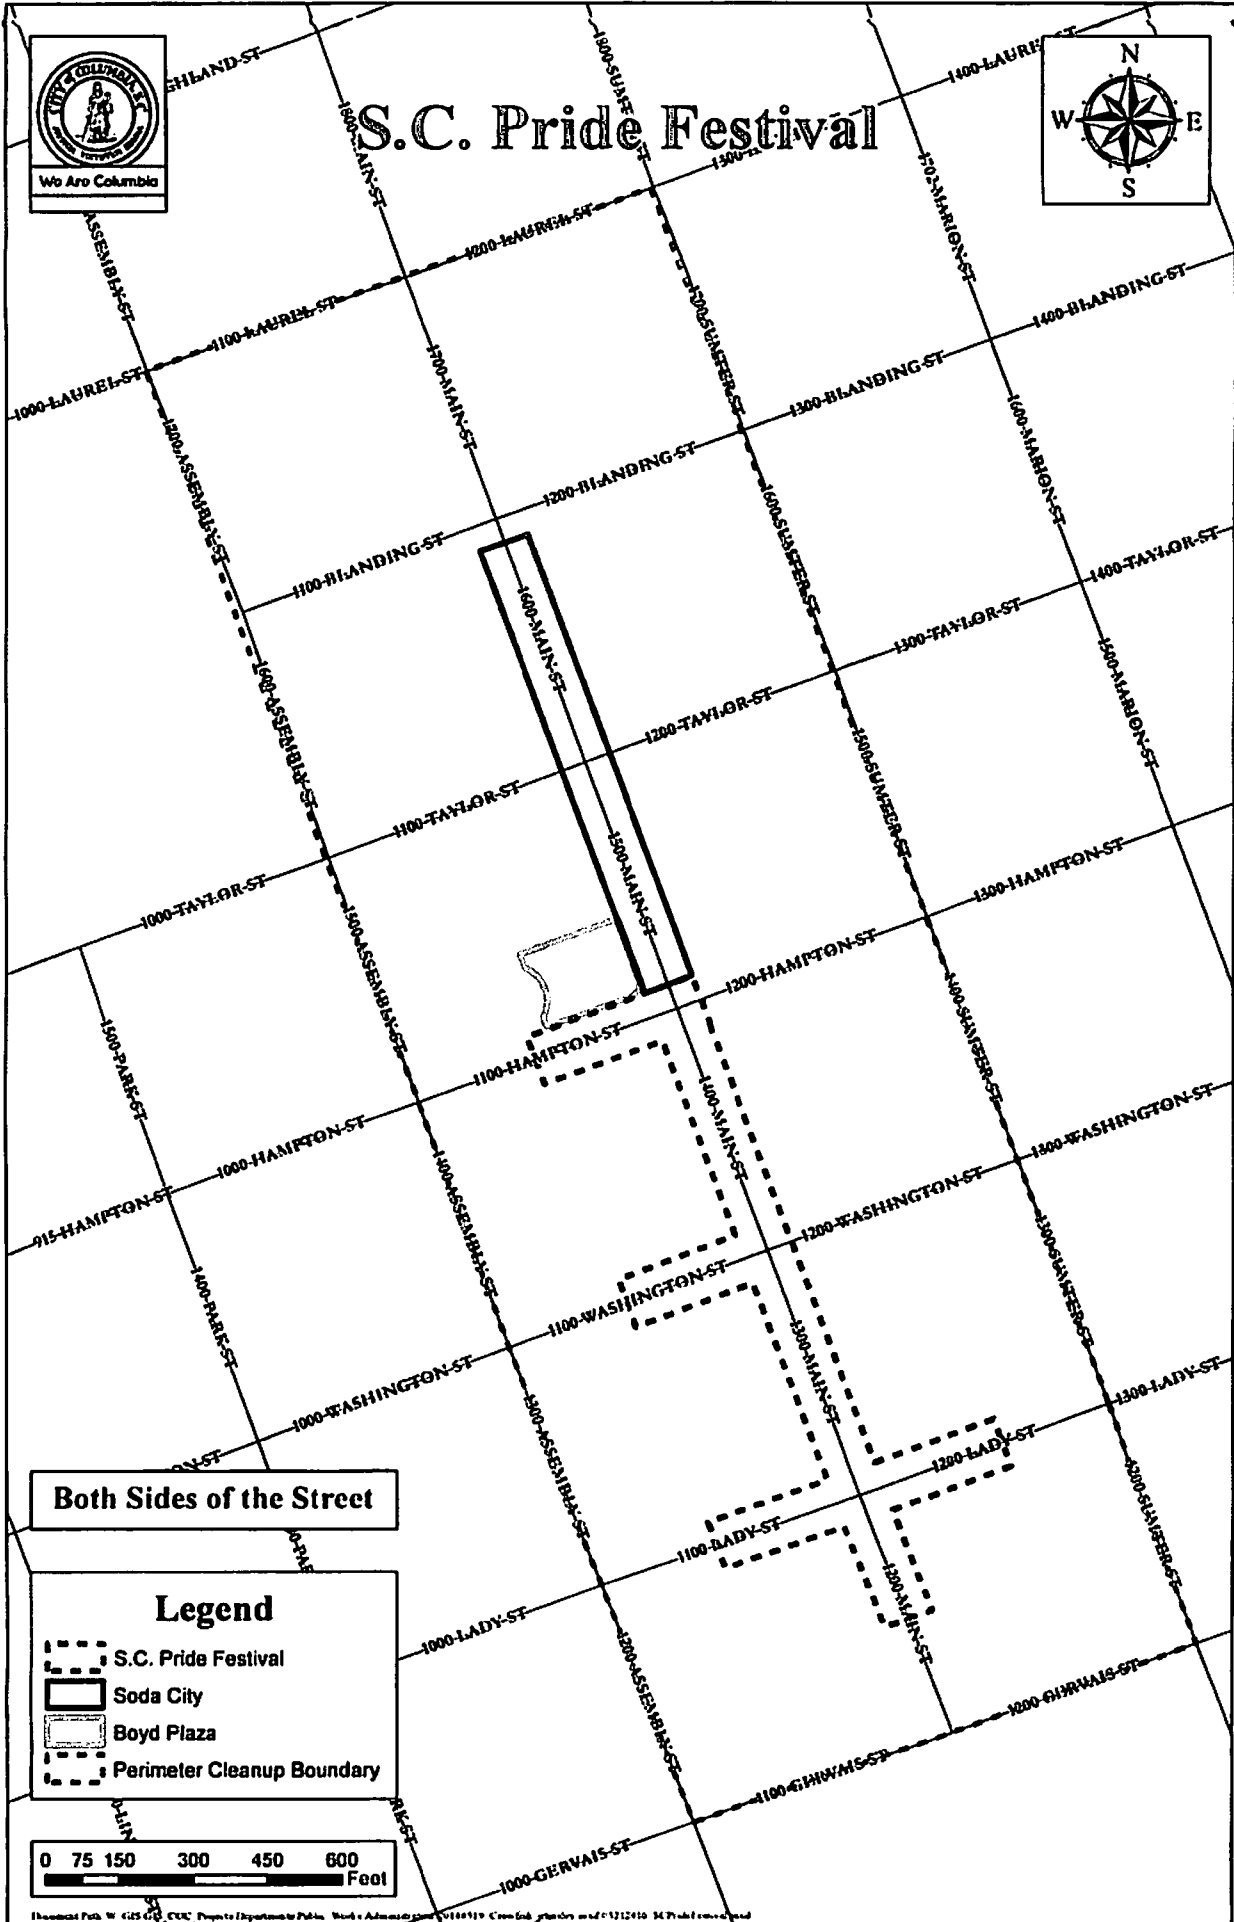 S.C. Pride Festival
CITY of COLUMBIA, S.C.
We Are Columbia
N
W
E
S
1400 LAUREL ST
1200 LAUREL ST
1100 LAUREL ST
1000 LAUREL ST
1700 MAIN ST
1702 MARION ST
1400 BLANDING ST
1300 BLANDING ST
1200 BLANDING ST
1100 BLANDING ST
1700 SUMTER ST
1700 ASSEMBLY ST
1600 MARION ST
1600 SUMTER ST
1600 MAIN ST
1600 ASSEMBLY ST
1400 TAYLOR ST
1300 TAYLOR ST
1200 TAYLOR ST
1100 TAYLOR ST
1000 TAYLOR ST
1500 MARION ST
1500 SUMTER ST
1500 MAIN ST
1500 ASSEMBLY ST
1500 PARK ST
1300 HAMPTON ST
1200 HAMPTON ST
1100 HAMPTON ST
1000 HAMPTON ST
915 HAMPTON ST
1400 SUMTER ST
1400 MAIN ST
1400 ASSEMBLY ST
1400 PARK ST
1300 WASHINGTON ST
1200 WASHINGTON ST
1100 WASHINGTON ST
1000 WASHINGTON ST
1300 SUMTER ST
1300 MAIN ST
1300 ASSEMBLY ST
1300 LADY ST
1200 LADY ST
1100 LADY ST
1000 LADY ST
1200 SUMTER ST
1200 MAIN ST
1200 ASSEMBLY ST
1200 GERVAIS ST
1100 GERVAIS ST
1000 GERVAIS ST
Both Sides of the Street
Legend
S.C. Pride Festival
Soda City
Boyd Plaza
Perimeter Cleanup Boundary
0 75 150 300 450 600
Feet